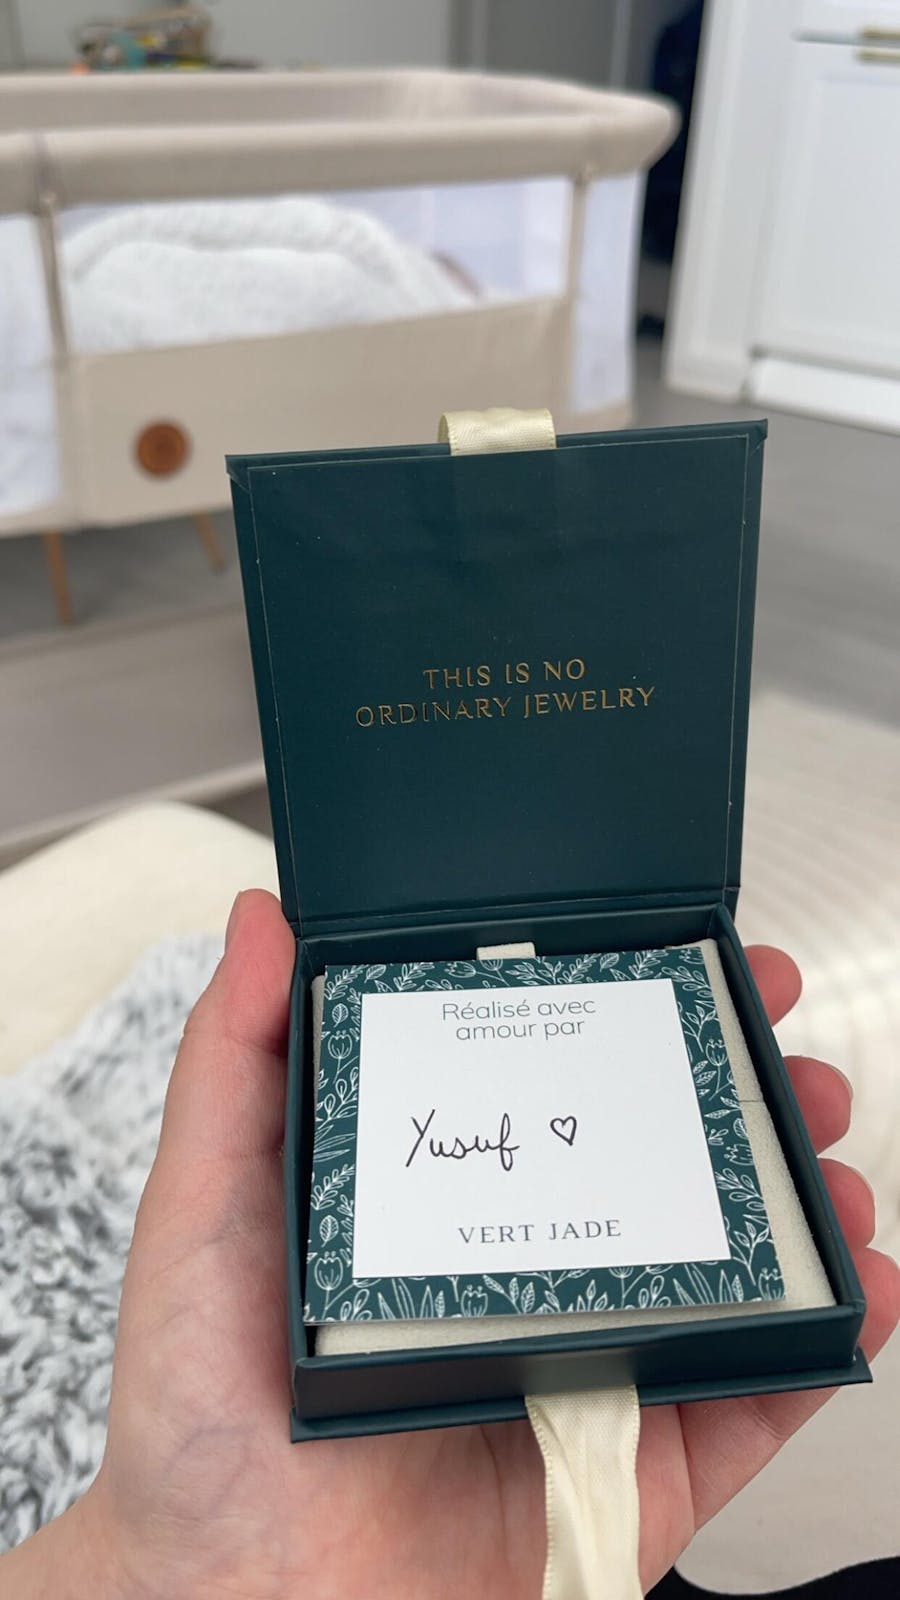 THIS IS NO
ORDINARY JEWELRY
Réalisé avec
amour par
Yusuf ♡
VERT JADE